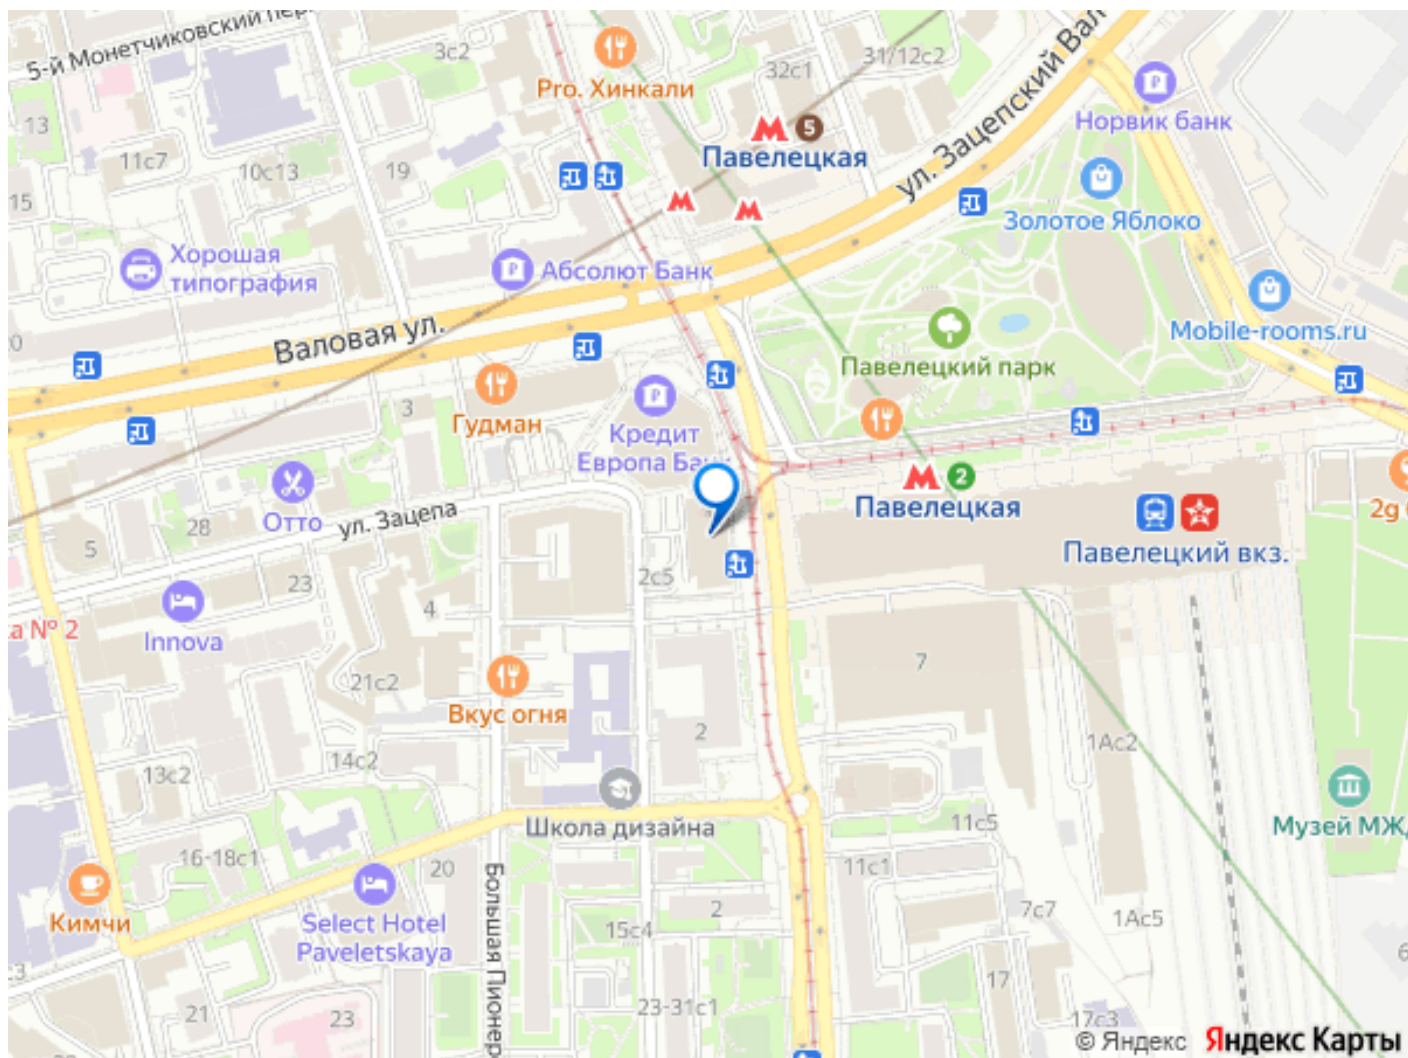 5-й Монетчиковский пер
3с2
Pro. Хинкали
32с1
31/12с2
ул. Зацепский Вал
Норвик банк
13
11с7
10с13
19
5
Павелецкая
15
Золотое Яблоко
Хорошая
типография
Абсолют Банк
Валовая ул.
Mobile-rooms.ru
Павелецкий парк
3
Гудман
Кредит
Европа Банк
2
Павелецкая
Павелецкий вкз.
2g
Отто
ул. Зацепа
28
5
23
2с5
4
Innova
а № 2
21с2
7
Вкус огня
2
1Ас2
14с2
13с2
Школа дизайна
11с5
Музей МЖД
16-18с1
20
11с1
Кимчи
Select Hotel
Paveletskaya
Большая Пионер
15с4
2
7с7
1Ас5
17
21
23
23-31с1
17с3
© Яндекс Яндекс Карты